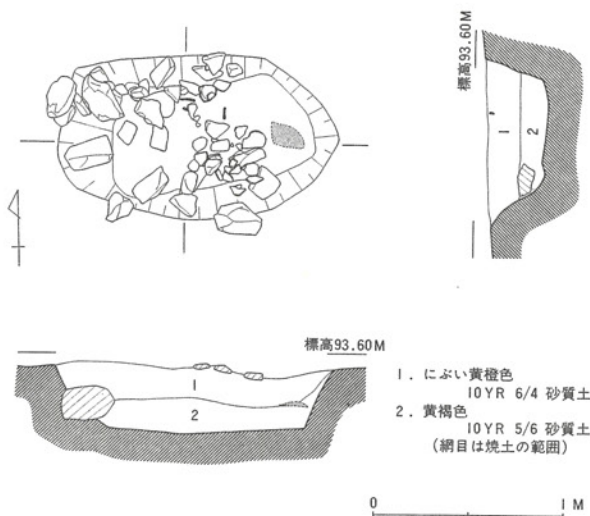 標高93.60M
1
2
標高93.60M
1
2
1．にぶい黄橙色
10YR 6/4 砂質土
2．黄褐色
10YR 5/6 砂質土
(網目は焼土の範囲)
0 1M